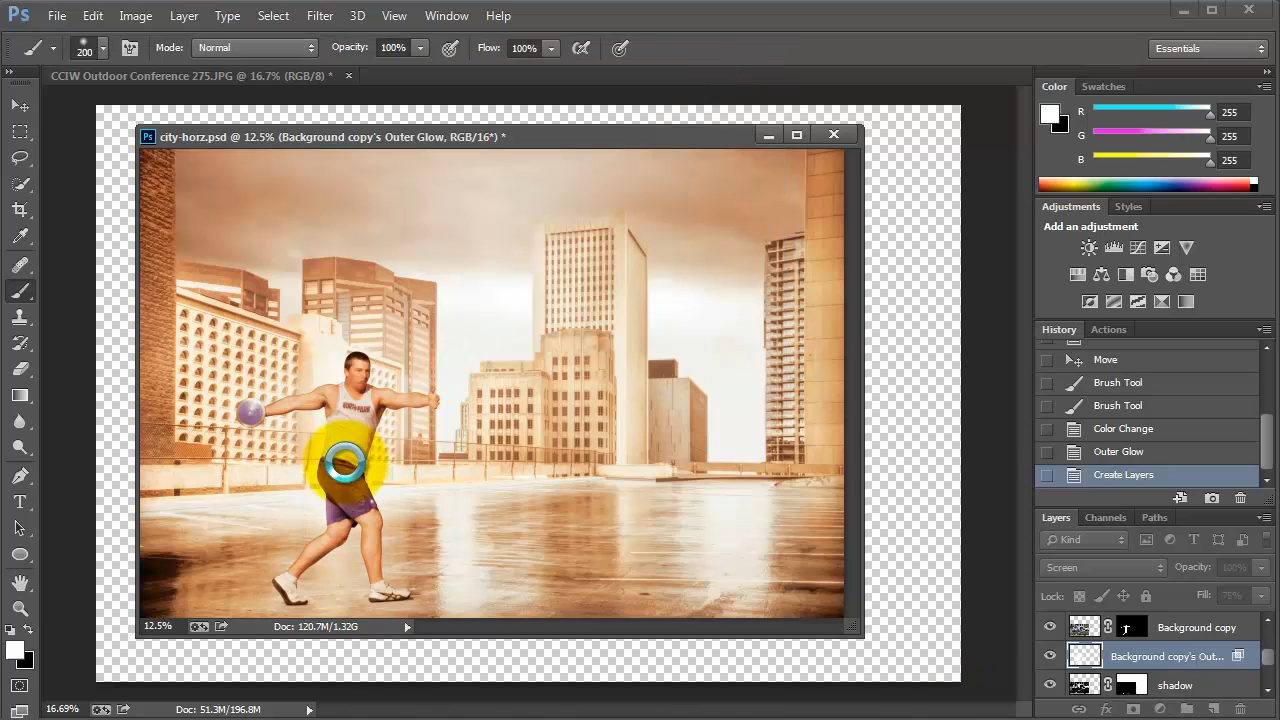 Ps File Edit Image Layer Type Select Filter 3D View Window Help
200 Mode: Normal Opacity: 100% Flow: 100% Essentials
CCIW Outdoor Conference 275.JPG @ 16.7% (RGB/8) *
Color Swatches
R 255
G 255
B 255
Adjustments Styles
Add an adjustment
Ps city-horz.psd @ 12.5% (Background copy's Outer Glow, RGB/16*) *
History Actions
Move
Brush Tool
Brush Tool
Color Change
Outer Glow
Create Layers
Layers Channels Paths
Kind
Screen Opacity: 100%
Lock: Fill: 75%
Background copy
Background copy's Out...
shadow
12.5% Doc: 120.7M/1.32G
16.69% Doc: 51.3M/196.8M